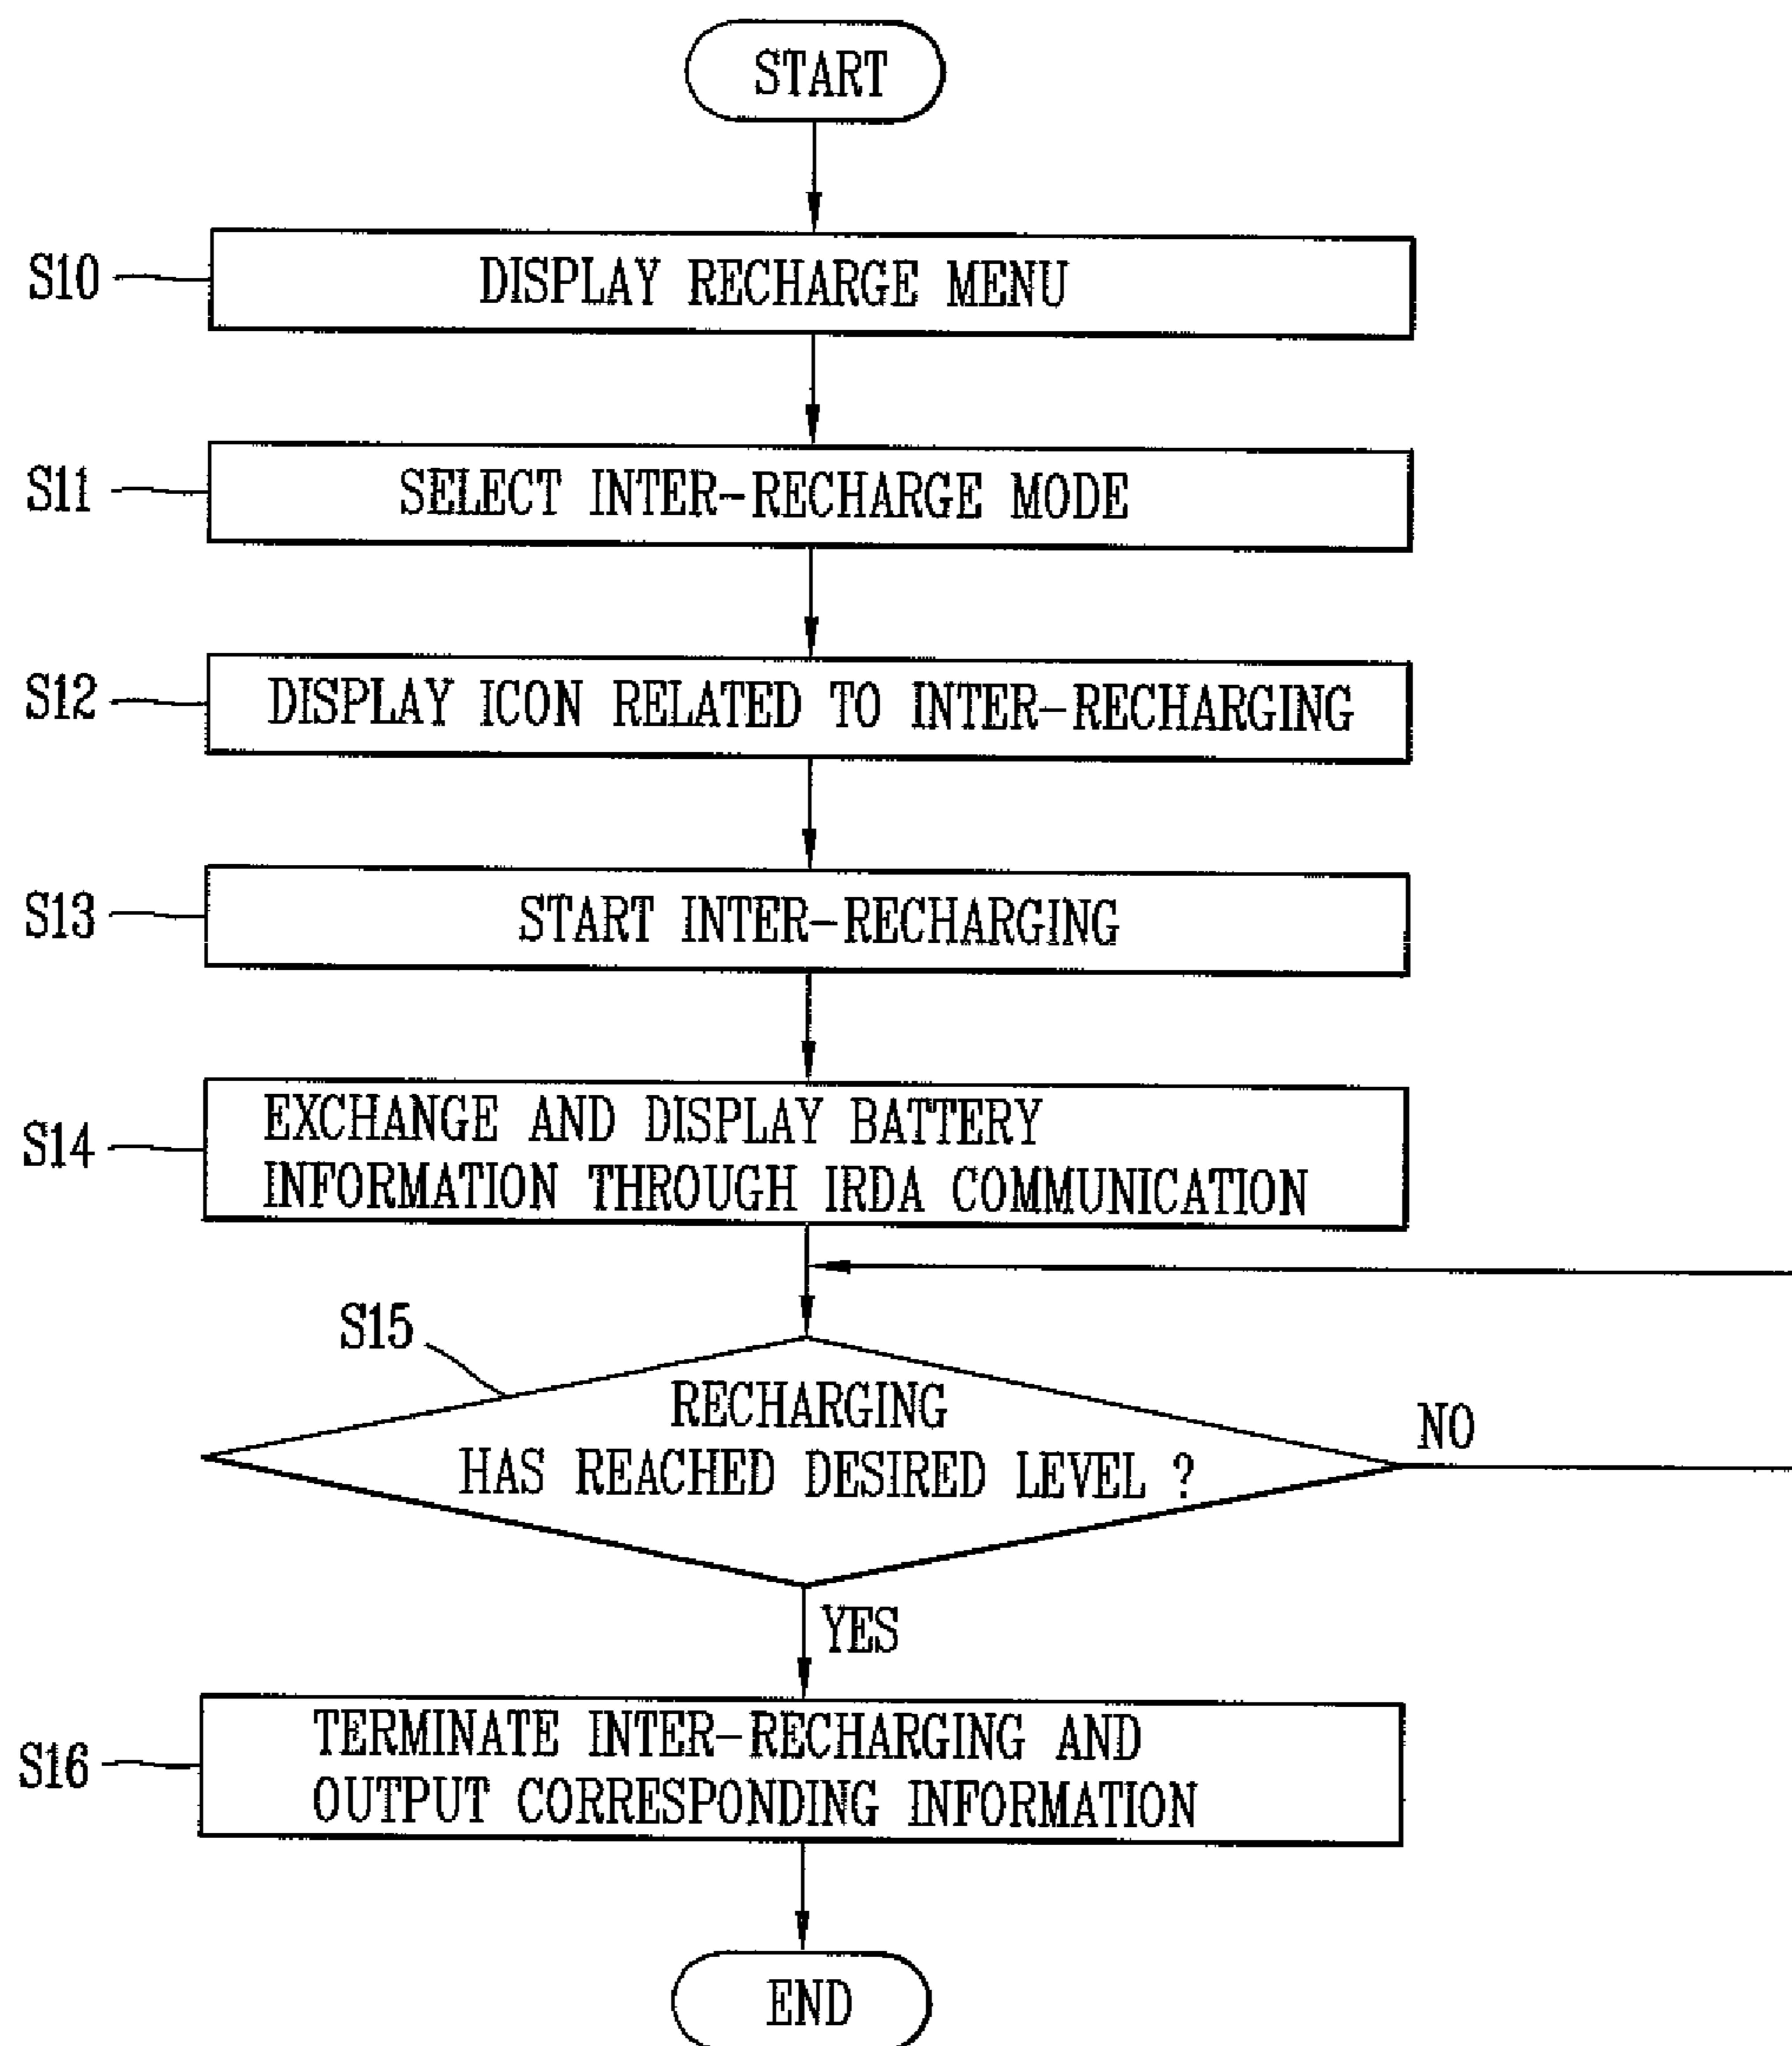 START
S10
DISPLAY RECHARGE MENU
S11
SELECT INTER-RECHARGE MODE
S12
DISPLAY ICON RELATED TO INTER-RECHARGING
S13
START INTER-RECHARGING
S14
EXCHANGE AND DISPLAY BATTERY
INFORMATION THROUGH IRDA COMMUNICATION
S15
RECHARGING
HAS REACHED DESIRED LEVEL ?
NO
YES
S16
TERMINATE INTER-RECHARGING AND
OUTPUT CORRESPONDING INFORMATION
END